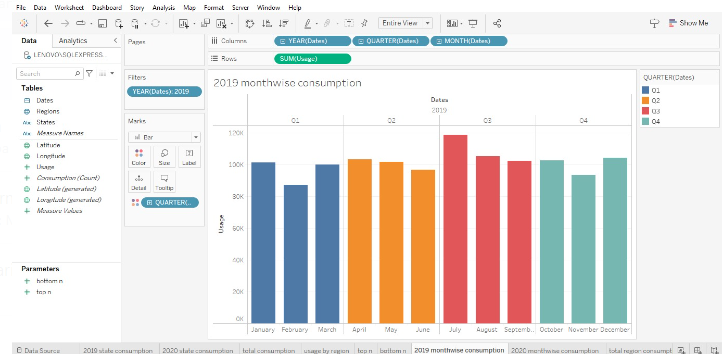 File Data Worksheet Dashboard Story Analysis Map Format Server Window Help
Entire View
Show Me
Data Analytics
Pages
Columns YEAR(Dates) QUARTER(Dates) MONTH(Dates)
LENOVO\SQLEXPRESS...
Rows SUM(Usage)
Search
Filters
YEAR(Dates): 2019
Tables
Dates
Regions
States
Measure Names
Latitude
Longitude
Usage
Consumption (Count)
Latitude (generated)
Longitude (generated)
Measure Values
Parameters
bottom n
top n
Marks
Bar
Color Size Label
Detail Tooltip
QUARTER(..
2019 monthwise consumption
Dates
2019
Q1 Q2 Q3 Q4
120K
100K
80K
60K
40K
20K
0K
Usage
January February March April May June July August Septemb.. October November December
QUARTER(Dates)
Q1
Q2
Q3
Q4
Data Source 2019 state consumption 2020 state consumption total consumption usage by region top n bottom n 2019 monthwise consumption 2020 monthwise consumption total region consumpt